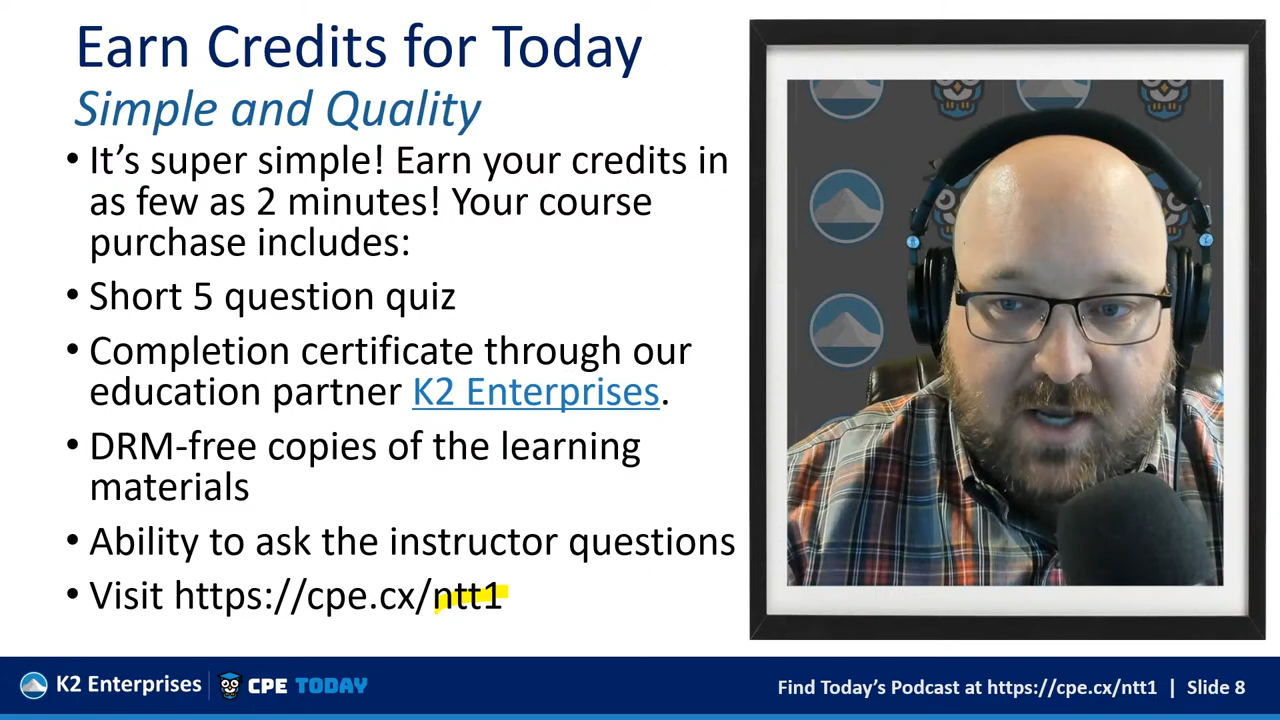 Earn Credits for Today
Simple and Quality
• It’s super simple! Earn your credits in
as few as 2 minutes! Your course
purchase includes:
• Short 5 question quiz
• Completion certificate through our
education partner K2 Enterprises.
• DRM-free copies of the learning
materials
• Ability to ask the instructor questions
• Visit https://cpe.cx/ntt1
K2 Enterprises
CPE TODAY
Find Today’s Podcast at https://cpe.cx/ntt1 | Slide 8